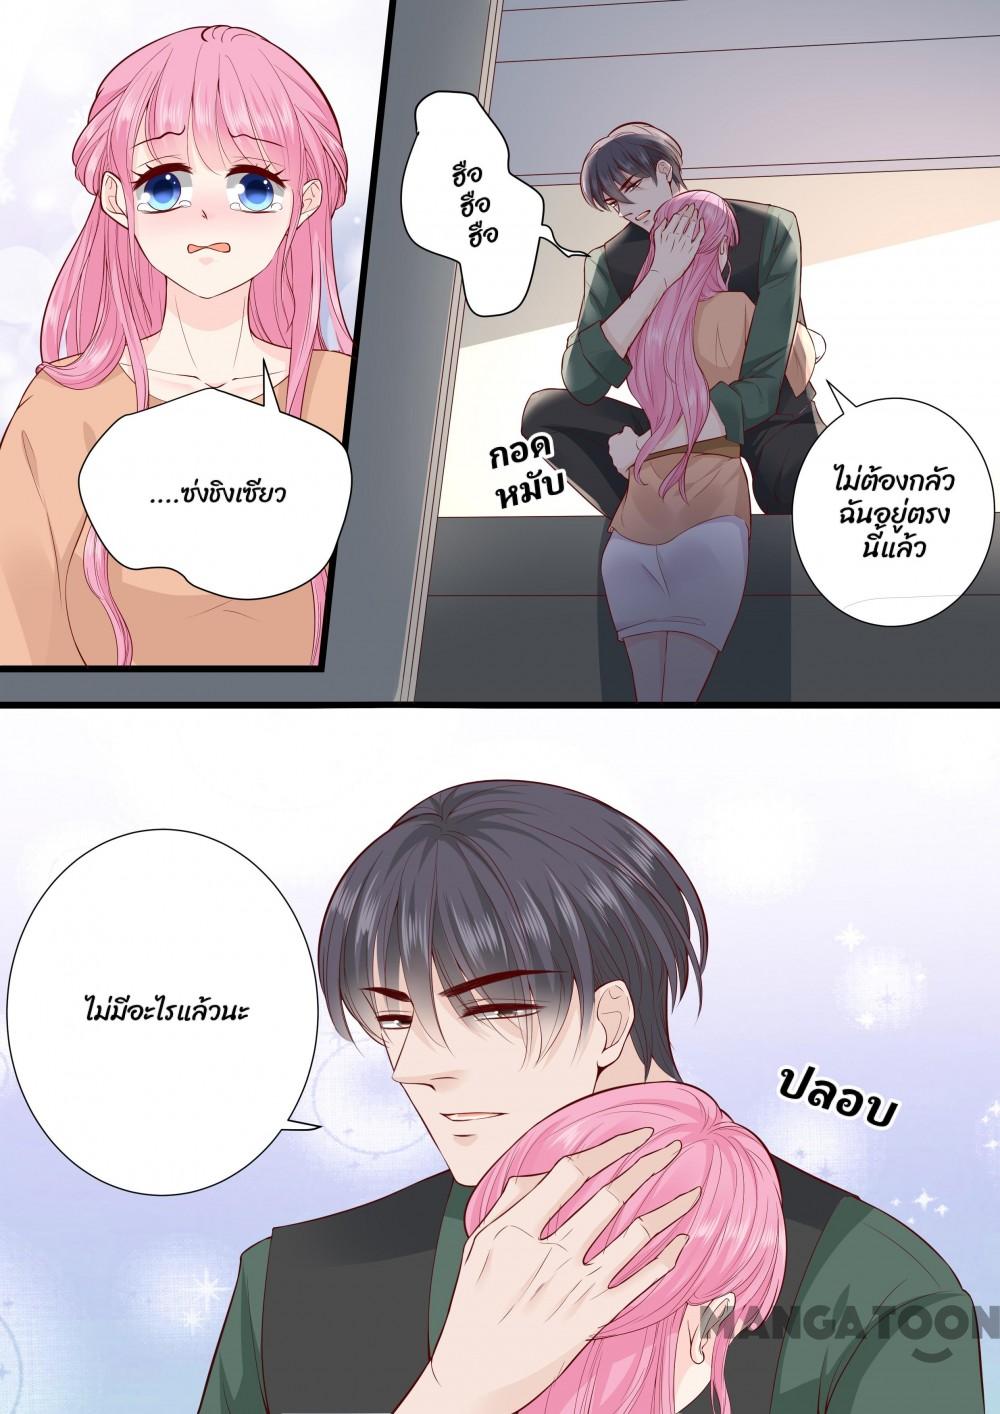 ....ซ่งชิงเซียว
ฮือ
ฮือ
ฮือ
กอด
หมับ
ไม่ต้องกลัว
ฉันอยู่ตรง
นี้แล้ว
ไม่มีอะไรแล้วนะ
ปลอบ
MANGATOON